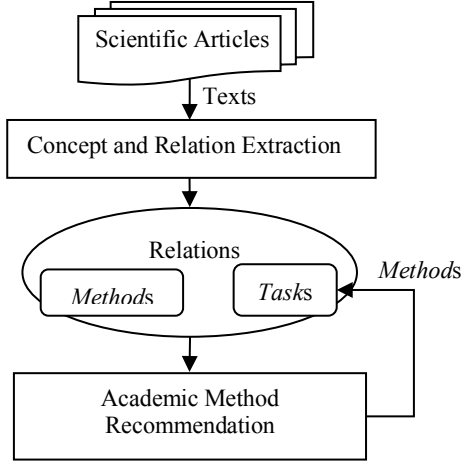 Scientific Articles
Texts
Concept and Relation Extraction
Relations
Methods
Methods
Tasks
Academic Method
Recommendation